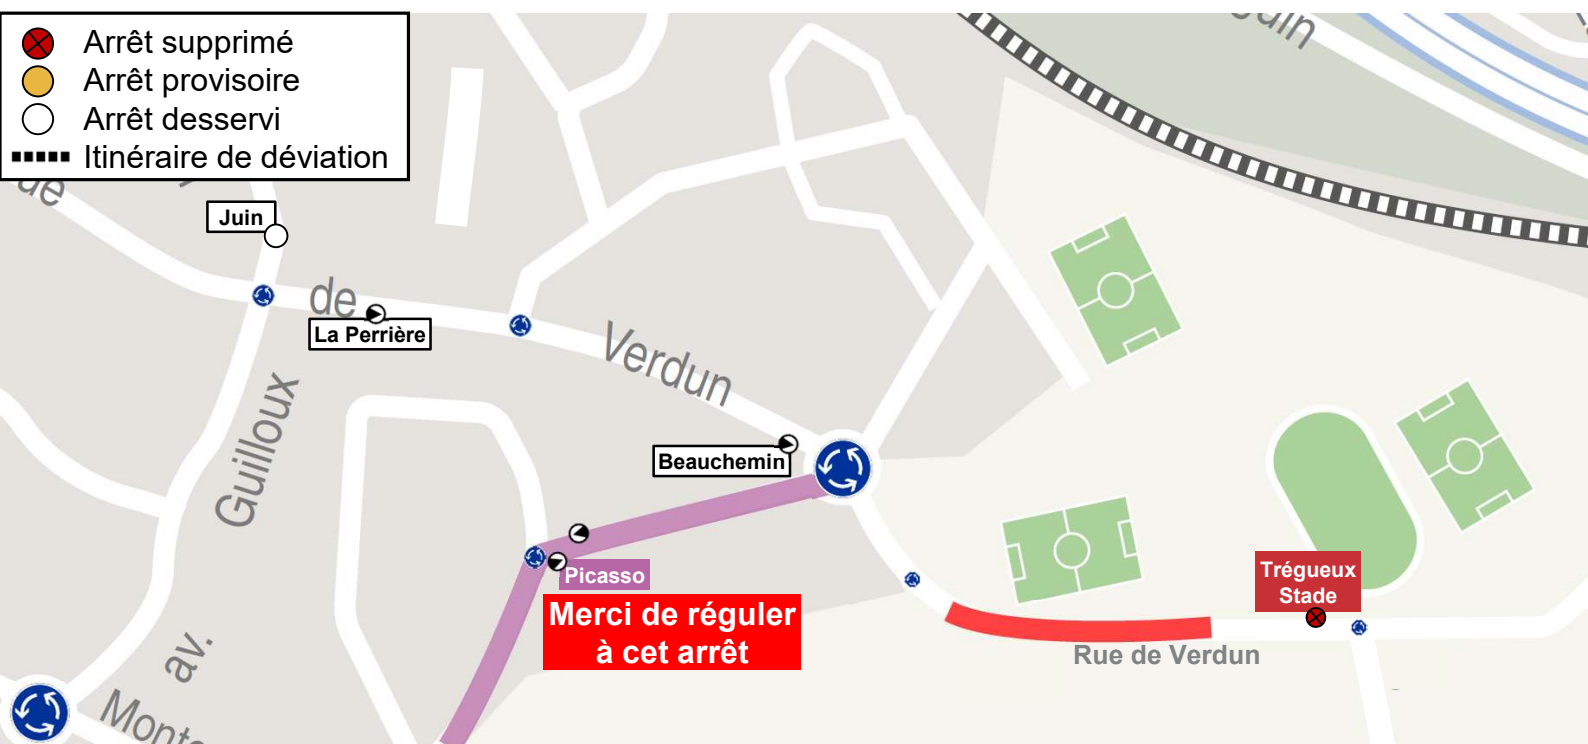 Arrêt supprimé
Arrêt provisoire
Arrêt desservi
Itinéraire de déviation
Juin
de
La Perrière
Verdun
Guilloux
Beauchemin
Picasso
Merci de réguler
à cet arrêt
Trégueux
Stade
Rue de Verdun
av.